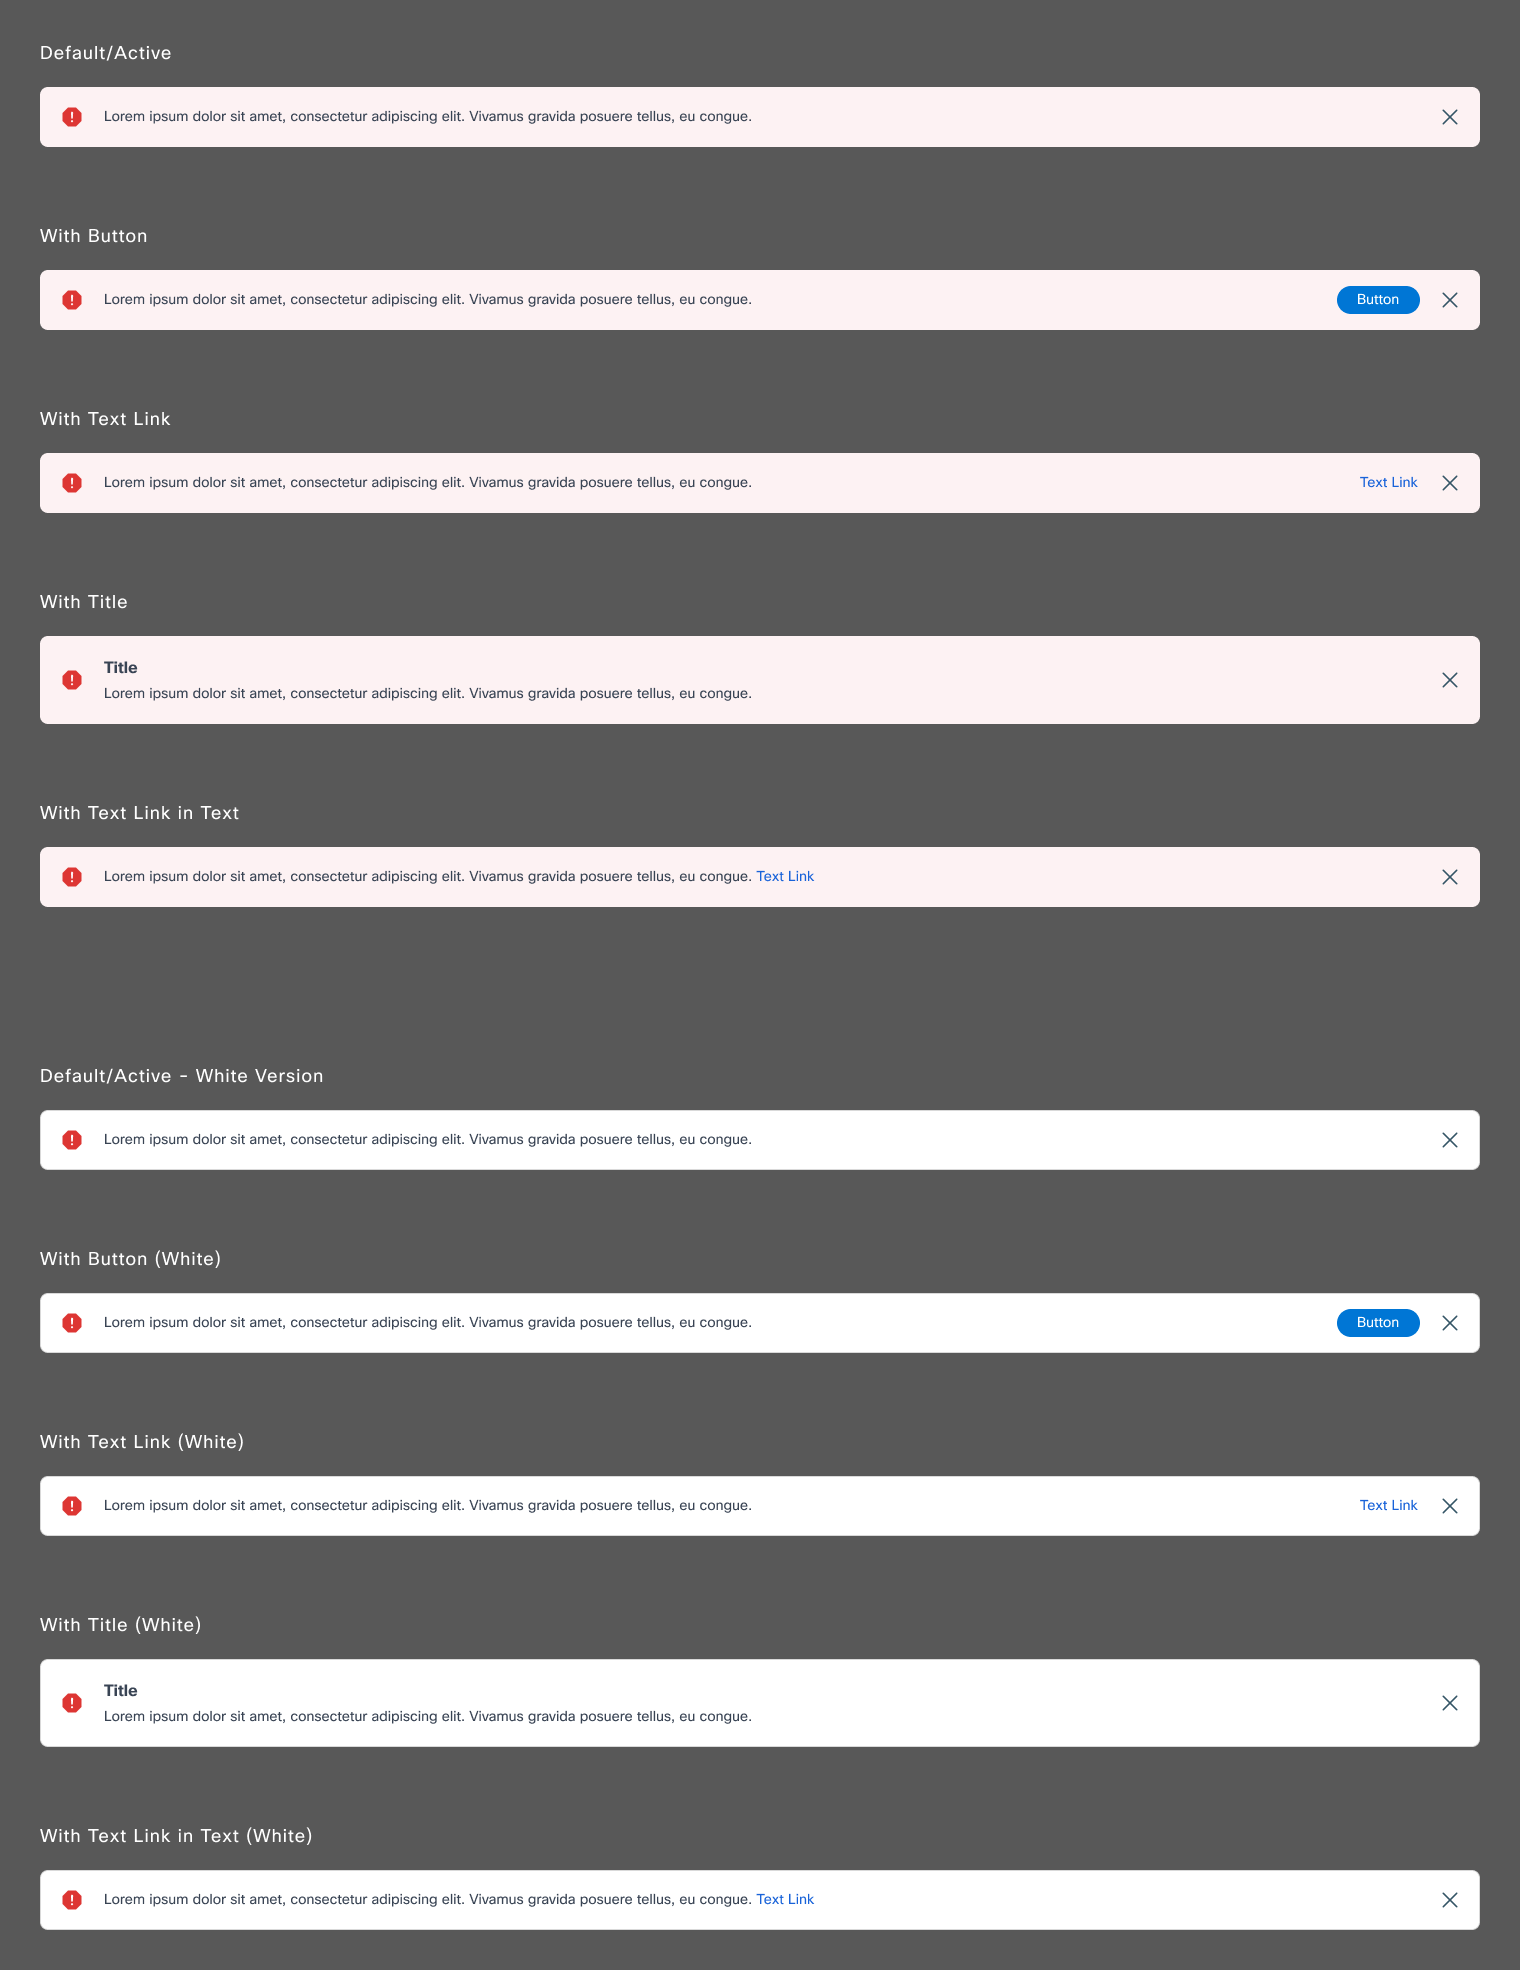 Default/Active
Lorem ipsum dolor sit amet, consectetur adipiscing elit. Vivamus gravida posuere tellus, eu congue.
With Button
Lorem ipsum dolor sit amet, consectetur adipiscing elit. Vivamus gravida posuere tellus, eu congue. Button
With Text Link
Lorem ipsum dolor sit amet, consectetur adipiscing elit. Vivamus gravida posuere tellus, eu congue. Text Link
With Title
Title
Lorem ipsum dolor sit amet, consectetur adipiscing elit. Vivamus gravida posuere tellus, eu congue.
With Text Link in Text
Lorem ipsum dolor sit amet, consectetur adipiscing elit. Vivamus gravida posuere tellus, eu congue. Text Link
Default/Active - White Version
Lorem ipsum dolor sit amet, consectetur adipiscing elit. Vivamus gravida posuere tellus, eu congue.
With Button (White)
Lorem ipsum dolor sit amet, consectetur adipiscing elit. Vivamus gravida posuere tellus, eu congue. Button
With Text Link (White)
Lorem ipsum dolor sit amet, consectetur adipiscing elit. Vivamus gravida posuere tellus, eu congue. Text Link
With Title (White)
Title
Lorem ipsum dolor sit amet, consectetur adipiscing elit. Vivamus gravida posuere tellus, eu congue.
With Text Link in Text (White)
Lorem ipsum dolor sit amet, consectetur adipiscing elit. Vivamus gravida posuere tellus, eu congue. Text Link